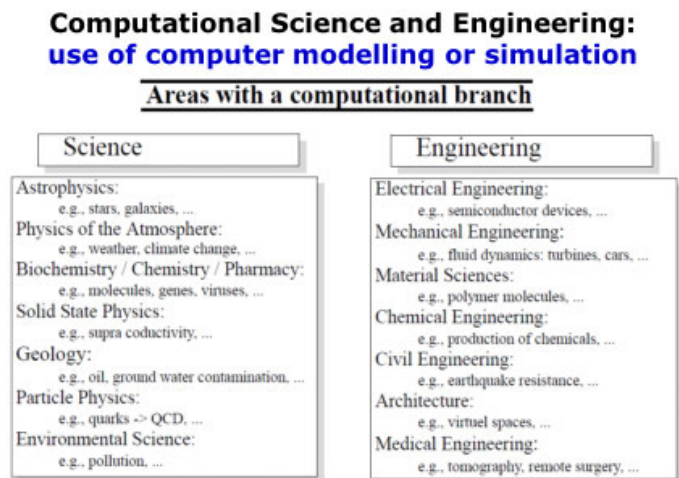 Computational Science and Engineering:
use of computer modelling or simulation
Areas with a computational branch
Science
Astrophysics:
e.g., stars, galaxies, ...
Physics of the Atmosphere:
e.g., weather, climate change, ...
Biochemistry / Chemistry / Pharmacy:
e.g., molecules, genes, viruses, ...
Solid State Physics:
e.g., supra coductivity, ...
Geology:
e.g., oil, ground water contamination, ...
Particle Physics:
e.g., quarks -> QCD, ...
Environmental Science:
e.g., pollution, ...
Engineering
Electrical Engineering:
e.g., semiconductor devices, ...
Mechanical Engineering:
e.g., fluid dynamics: turbines, cars, ...
Material Sciences:
e.g., polymer molecules, ...
Chemical Engineering:
e.g., production of chemicals, ...
Civil Engineering:
e.g., earthquake resistance, ...
Architecture:
e.g., virtuel spaces, ...
Medical Engineering:
e.g., tomography, remote surgery, ...